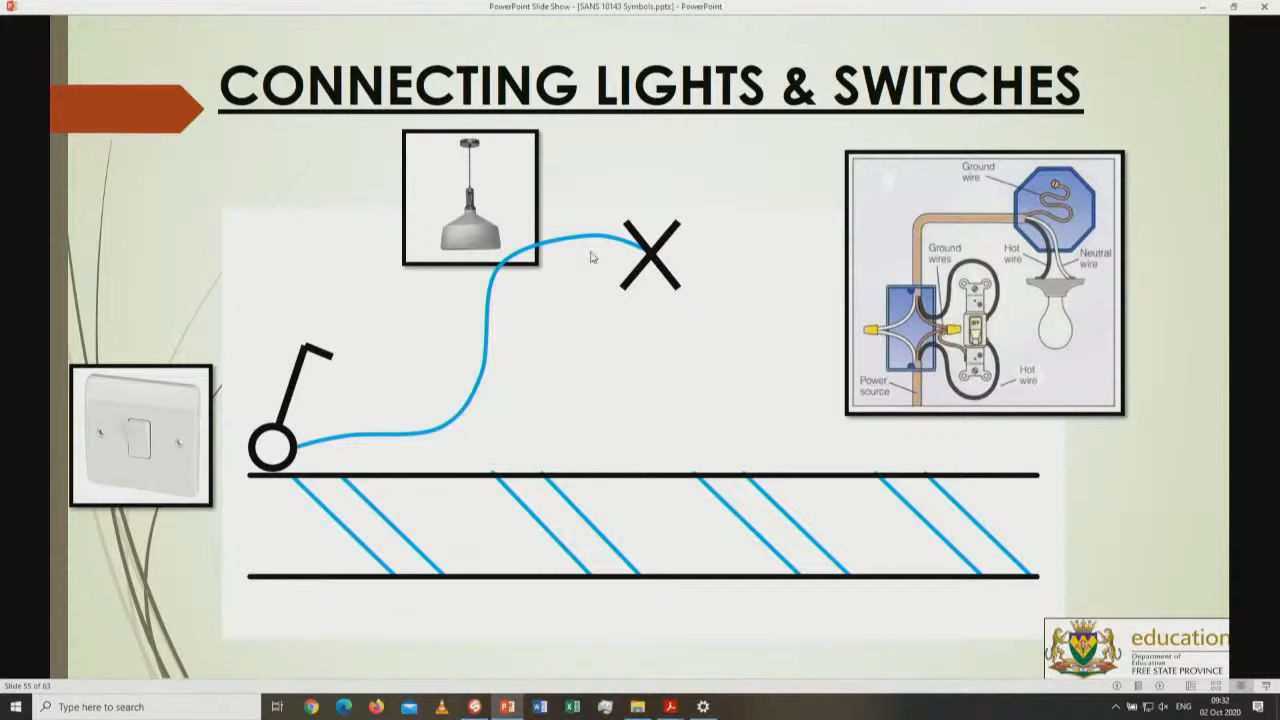 PowerPoint Slide Show - [SANS 10143 Symbols.pptx] - PowerPoint
CONNECTING LIGHTS & SWITCHES
Ground
wire
Ground
wires
Hot
wire
Neutral
wire
Power
source
Hot
wire
education
Department of
Education
FREE STATE PROVINCE
Slide 55 of 63
Type here to search
ENG
09:32
02 Oct 2020